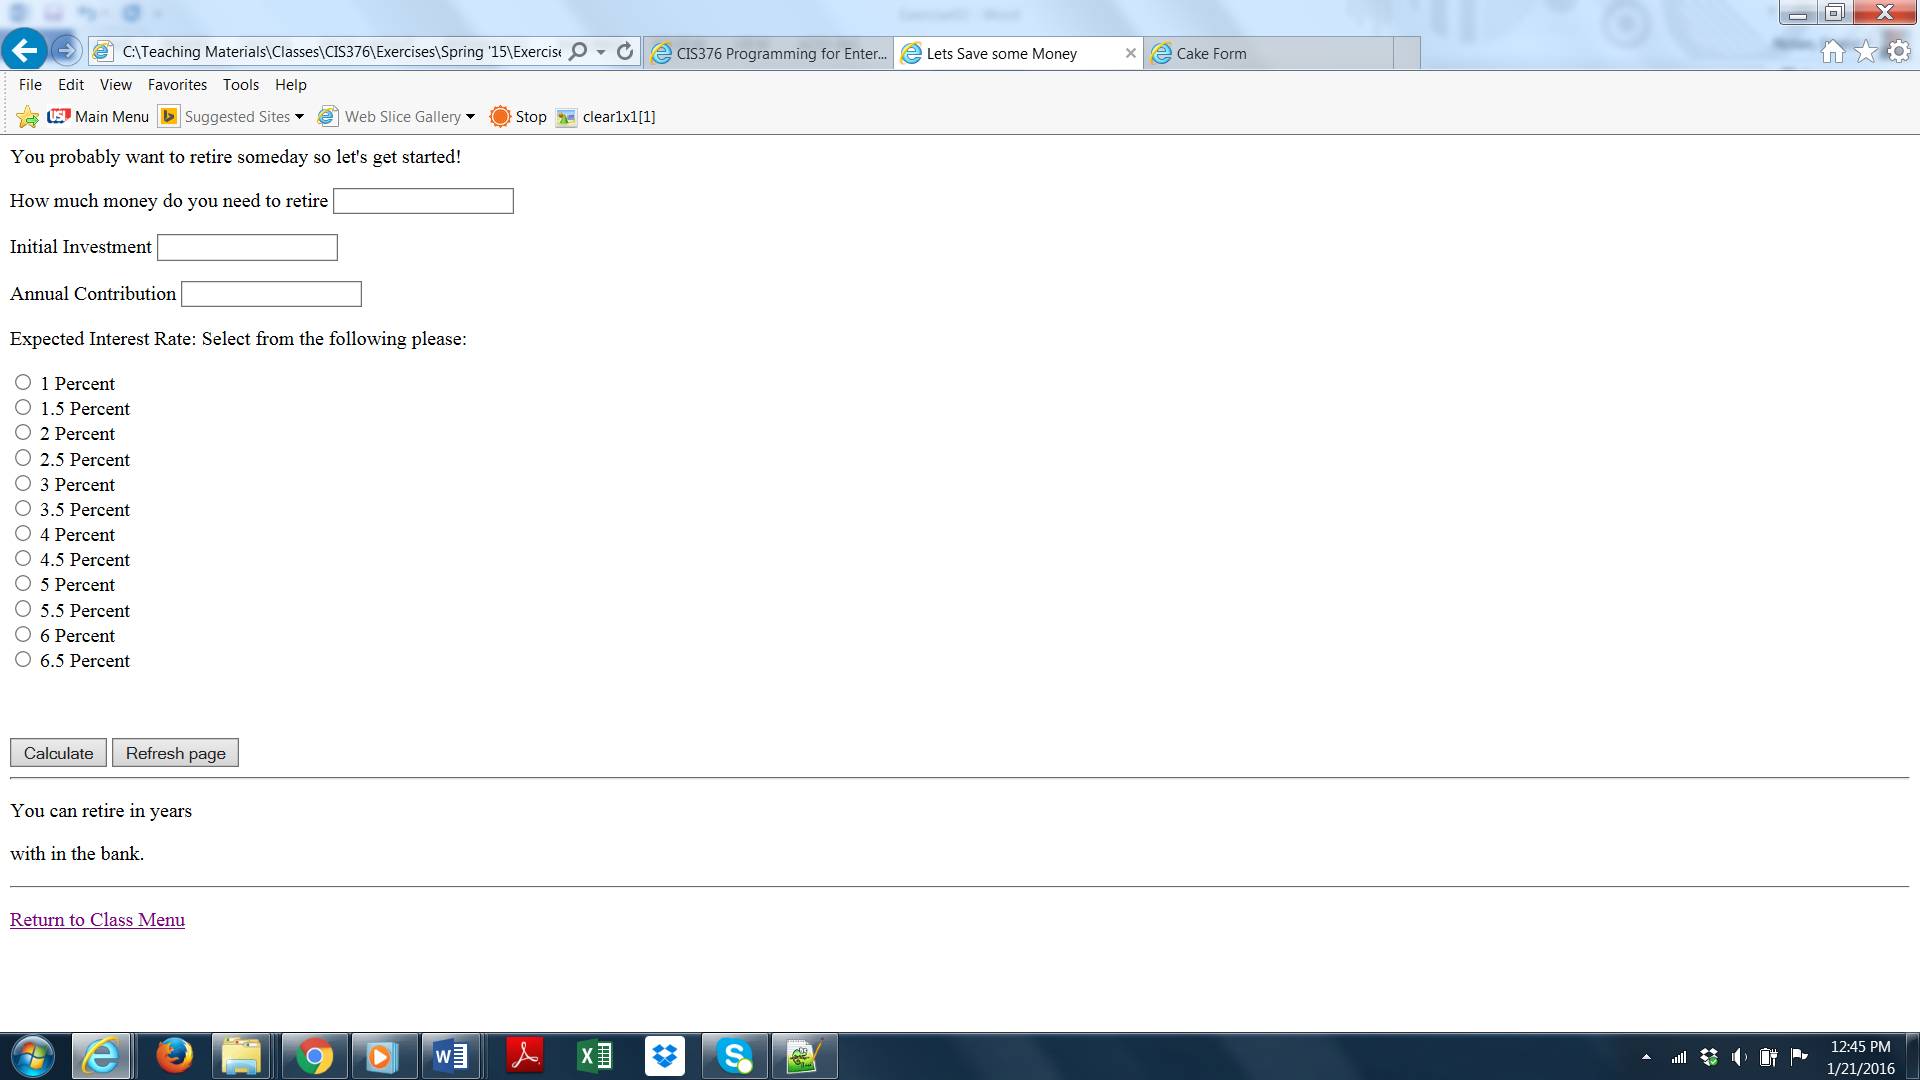 C:\Teaching Materials\Classes\CIS376\Exercises\Spring '15\Exercise
CIS376 Programming for Enter...
Lets Save some Money
Cake Form
File Edit View Favorites Tools Help
Main Menu Suggested Sites Web Slice Gallery Stop clear1x1[1]
You probably want to retire someday so let's get started!
How much money do you need to retire
Initial Investment
Annual Contribution
Expected Interest Rate: Select from the following please:
1 Percent
1.5 Percent
2 Percent
2.5 Percent
3 Percent
3.5 Percent
4 Percent
4.5 Percent
5 Percent
5.5 Percent
6 Percent
6.5 Percent
Calculate Refresh page
You can retire in years
with in the bank.
Return to Class Menu
12:45 PM
1/21/2016